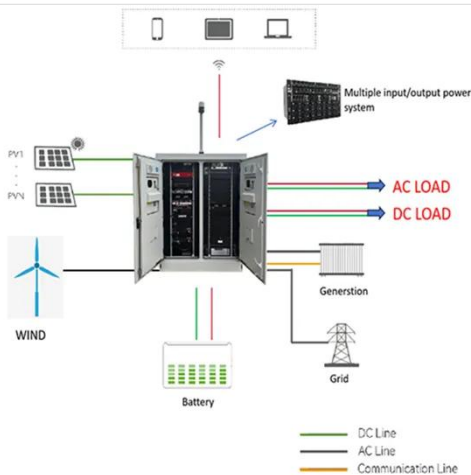 Multiple input/output power
system
PV1
PVN
AC LOAD
DC LOAD
WIND
Generstion
Grid
Battery
DC Line
AC Line
Communication Line